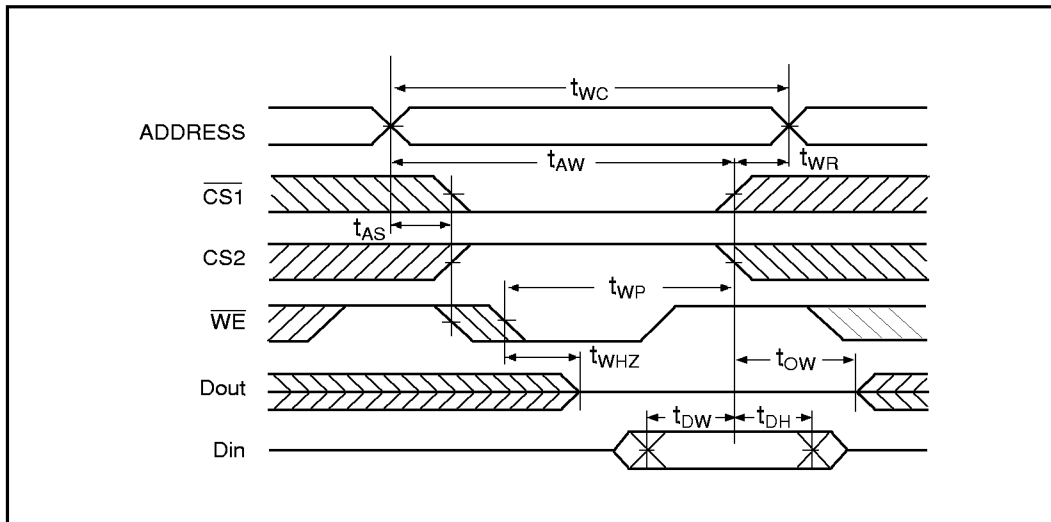 tWC
ADDRESS
tAW
tWR
CS1
tAS
CS2
tWP
WE
tWHZ
tOW
Dout
tDW
tDH
Din